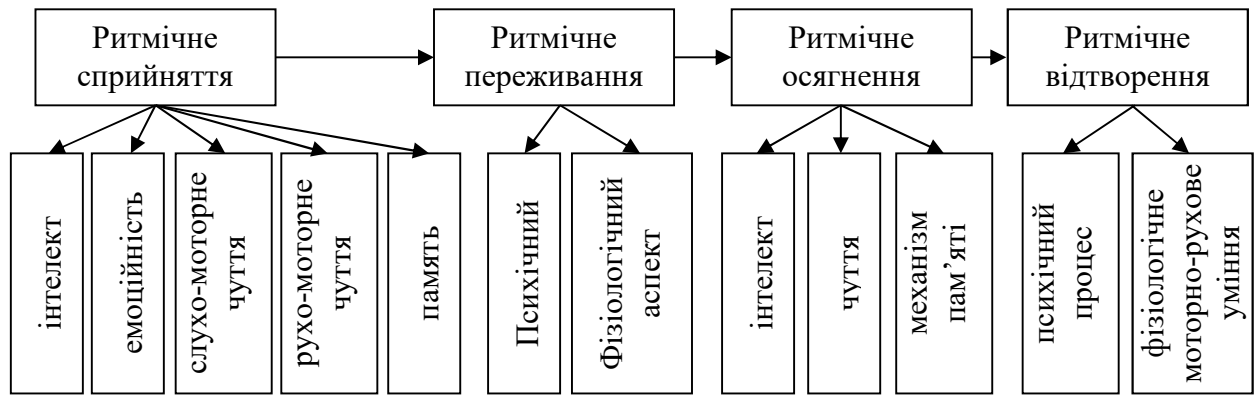 Ритмічне
сприйняття
Ритмічне
переживання
Ритмічне
осягнення
Ритмічне
відтворення
інтелект
емоційність
слухо-моторне
чуття
рухо-моторне
чуття
память
Психічний
Фізіологічний
аспект
інтелект
чуття
механізм
пам’яті
психічний
процес
фізіологічне
моторно-рухове
уміння